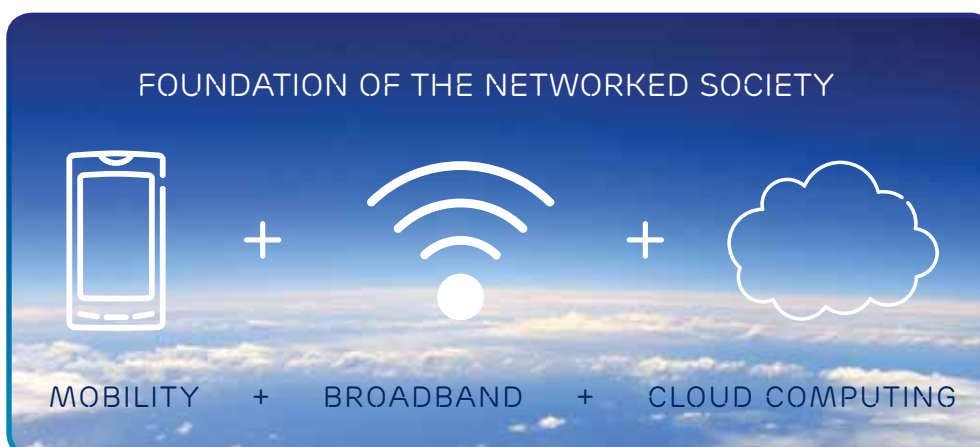 FOUNDATION OF THE NETWORKED SOCIETY
+ +
MOBILITY + BROADBAND + CLOUD COMPUTING